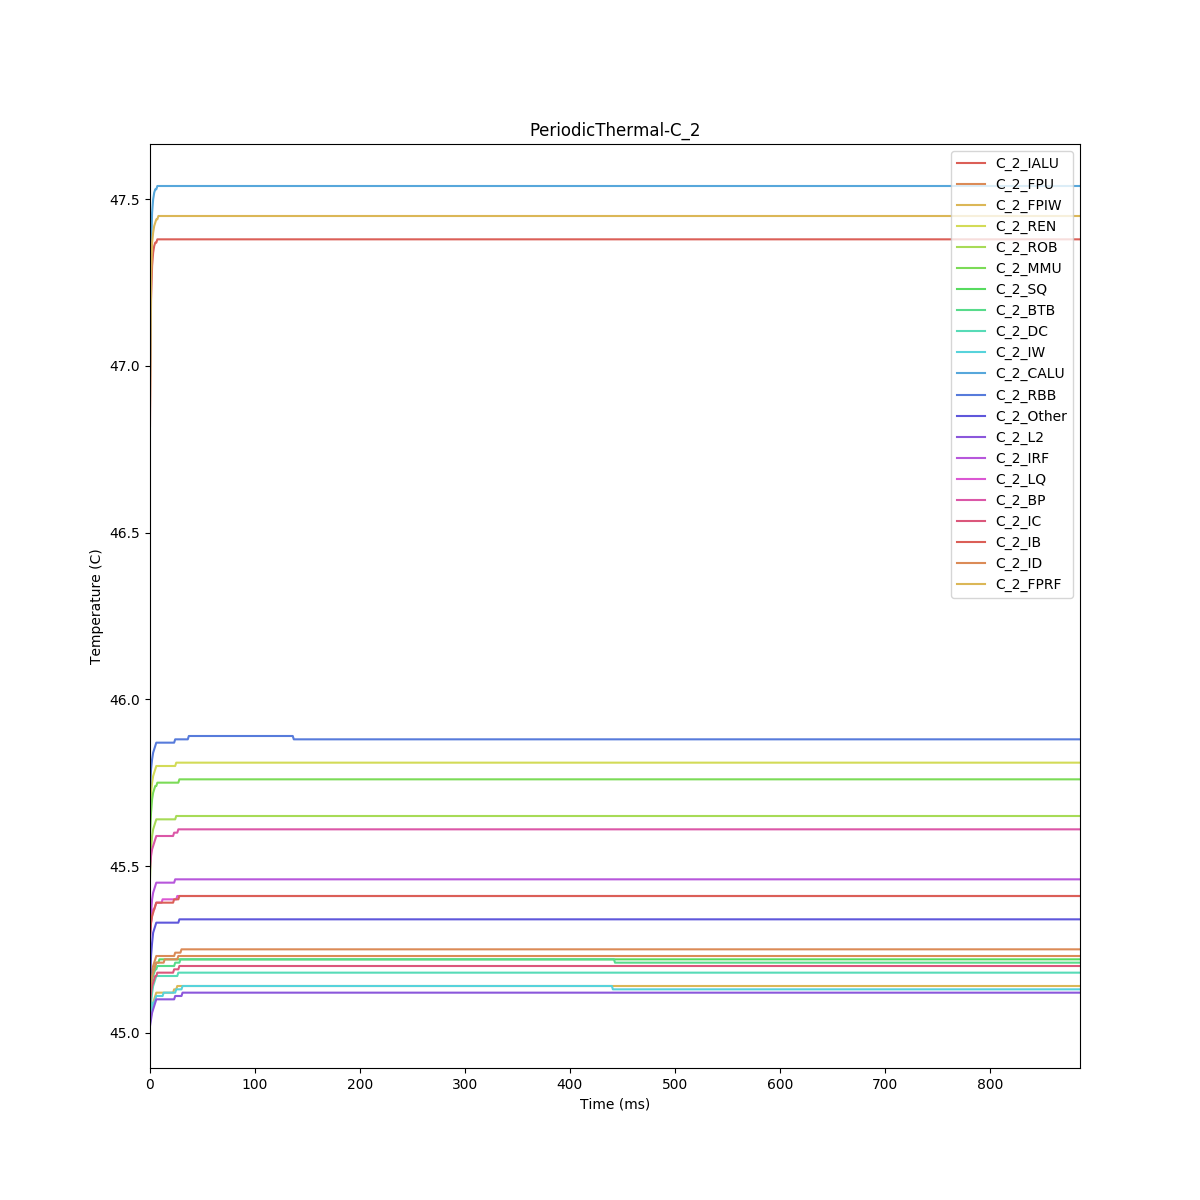 PeriodicThermal-C_2
C_2_IALU
C_2_FPU
C_2_FPIW
C_2_REN
C_2_ROB
C_2_MMU
C_2_SQ
C_2_BTB
C_2_DC
C_2_IW
C_2_CALU
C_2_RBB
C_2_Other
C_2_L2
C_2_IRF
C_2_LQ
C_2_BP
C_2_IC
C_2_IB
C_2_ID
C_2_FPRF
47.5
47.0
46.5
46.0
45.5
45.0
Temperature (C)
0 100 200 300 400 500 600 700 800
Time (ms)